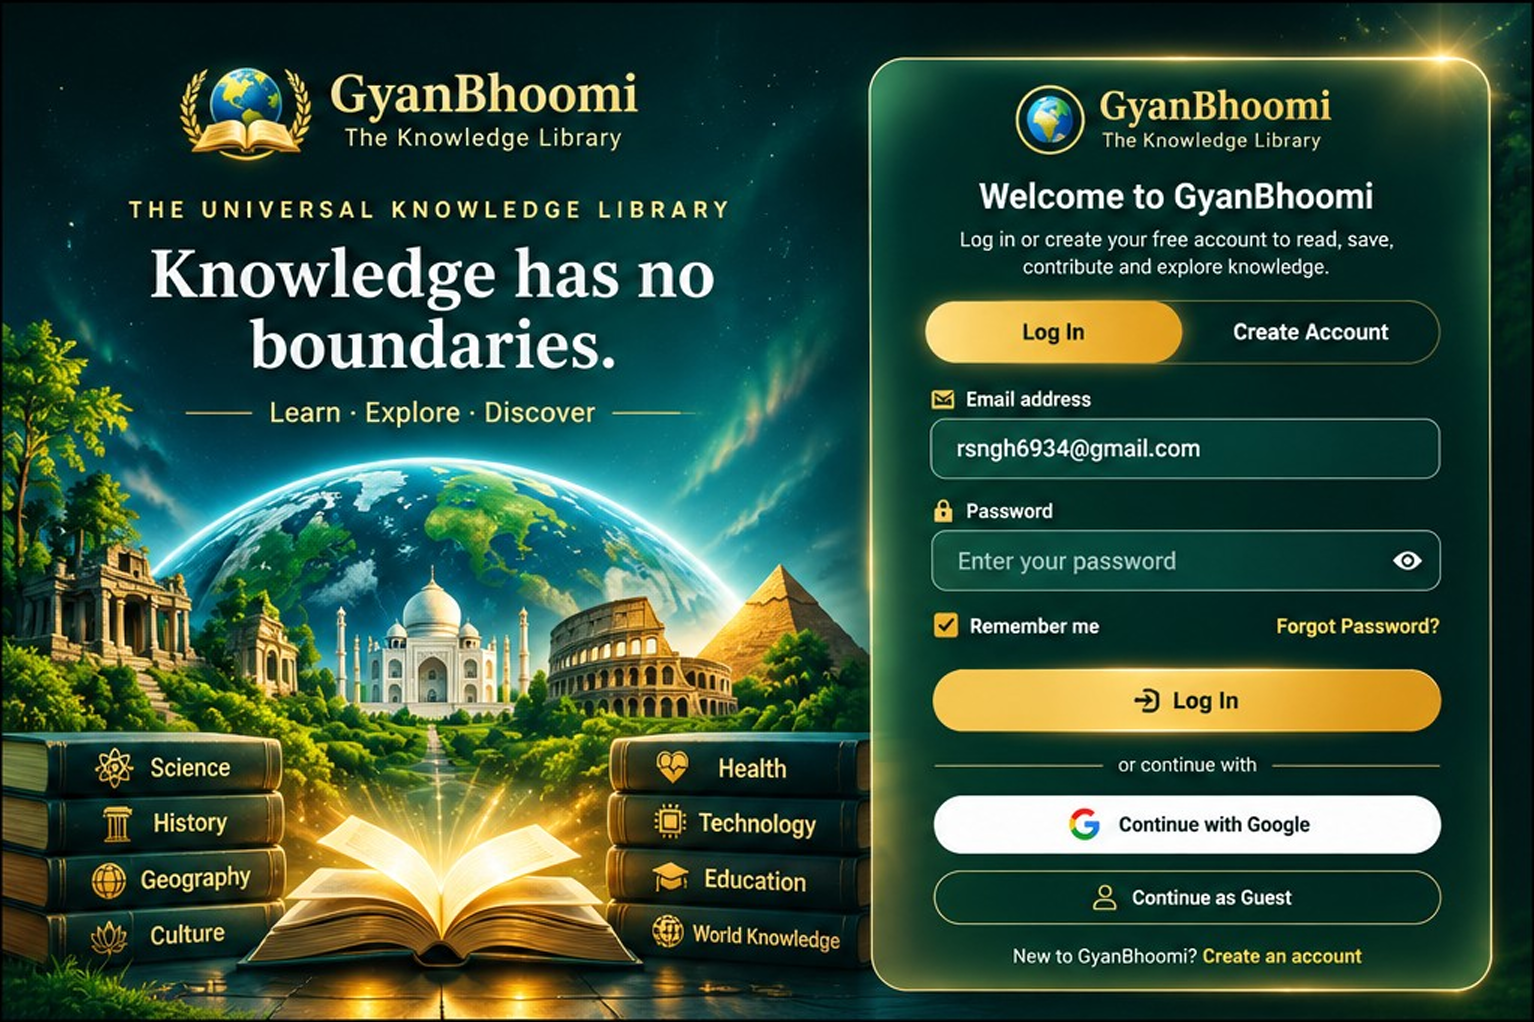 GyanBhoomi
The Knowledge Library
THE UNIVERSAL KNOWLEDGE LIBRARY
Knowledge has no
boundaries.
Learn · Explore · Discover
Science
History
Geography
Culture
Health
Technology
Education
World Knowledge
GyanBhoomi
The Knowledge Library
Welcome to GyanBhoomi
Log in or create your free account to read, save,
contribute and explore knowledge.
Log In
Create Account
Email address
rsngh6934@gmail.com
Password
Enter your password
Remember me
Forgot Password?
Log In
or continue with
Continue with Google
Continue as Guest
New to GyanBhoomi? Create an account